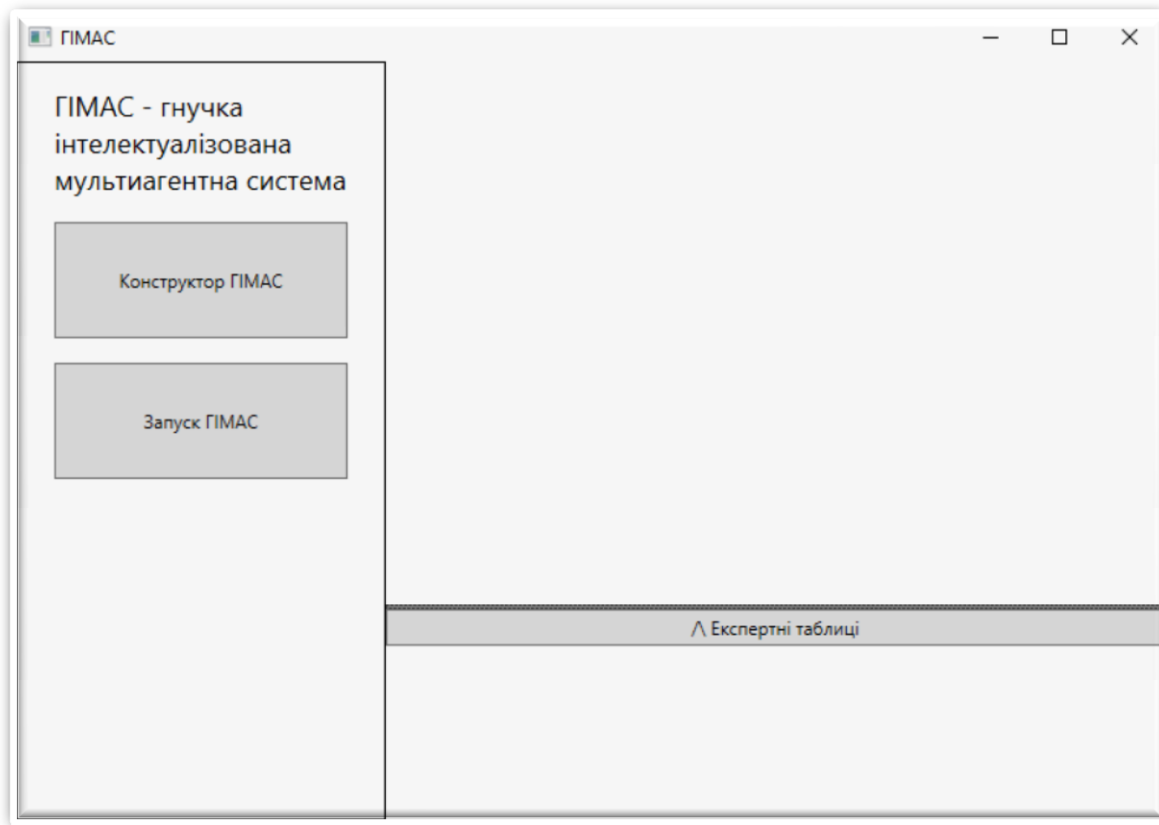 ГІМАС
ГІМАС - гнучка
інтелектуалізована
мультиагентна система
Конструктор ГІМАС
Запуск ГІМАС
/\ Експертні таблиці